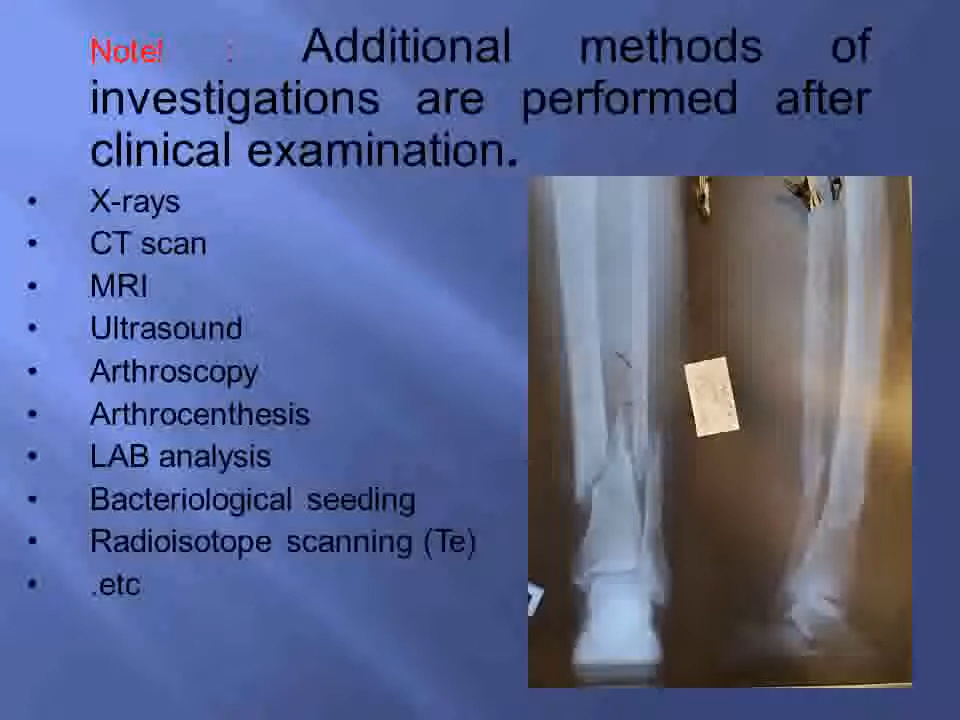 Note! : Additional methods of
investigations are performed after
clinical examination.
• X-rays
• CT scan
• MRI
• Ultrasound
• Arthroscopy
• Arthrocenthesis
• LAB analysis
• Bacteriological seeding
• Radioisotope scanning (Te)
• .etc